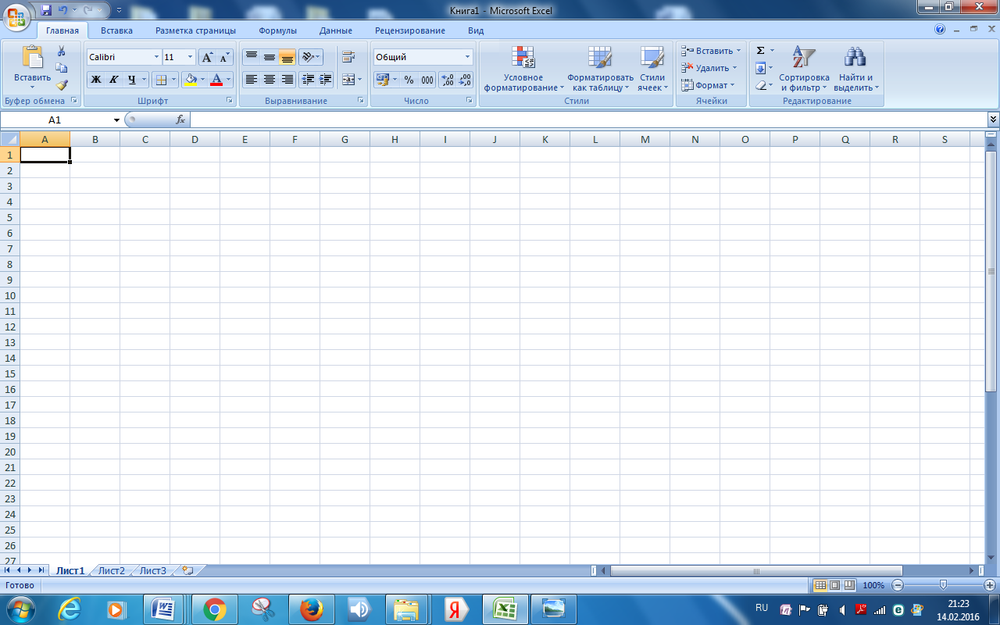 Книга1 - Microsoft Excel
Главная Вставка Разметка страницы Формулы Данные Рецензирование Вид
Вставить
Буфер обмена
Calibri 11
Ж К Ч А
Шрифт
Выравнивание
Общий
% 000 ,00 ,00
Число
Условное форматирование
Форматировать как таблицу
Стили ячеек
Стили
Вставить
Удалить
Формат
Ячейки
Σ
Сортировка и фильтр
Найти и выделить
Редактирование
A1 fx
A B C D E F G H I J K L M N O P Q R S
1
2
3
4
5
6
7
8
9
10
11
12
13
14
15
16
17
18
19
20
21
22
23
24
25
26
27
Лист1 Лист2 Лист3
Готово 100%
RU 21:23
14.02.2016